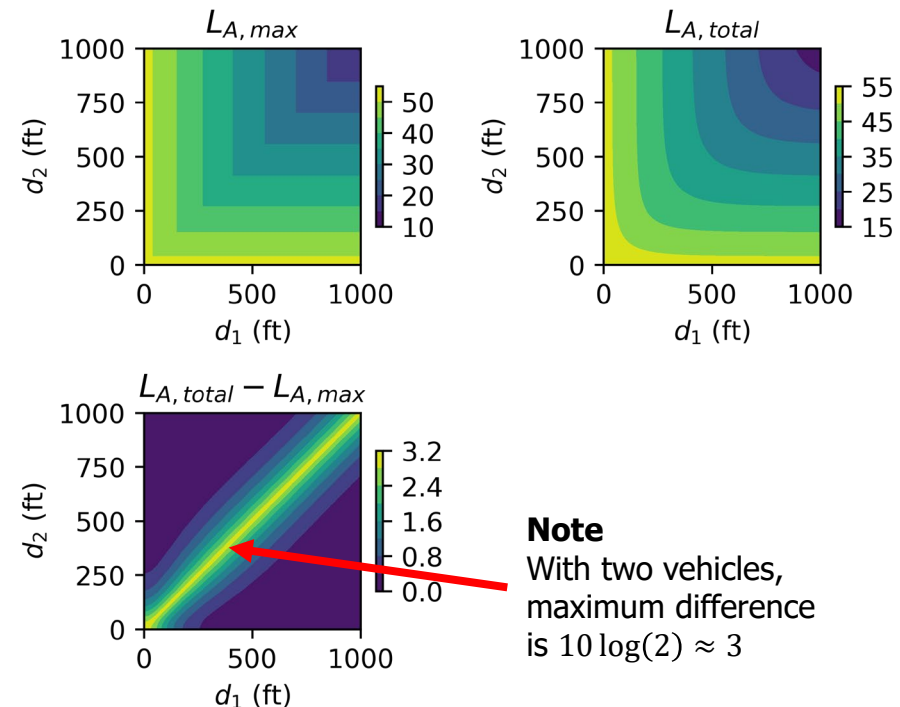 L_{A, max}
1000
750
500
250
0
d_2 (ft)
0 500 1000
d_1 (ft)
50
40
30
20
10
L_{A, total}
1000
750
500
250
0
d_2 (ft)
0 500 1000
d_1 (ft)
55
45
35
25
15
L_{A, total} − L_{A, max}
1000
750
500
250
0
d_2 (ft)
0 500 1000
d_1 (ft)
3.2
2.4
1.6
0.8
0.0
Note
With two vehicles,
maximum difference
is 10 log(2) ≈ 3